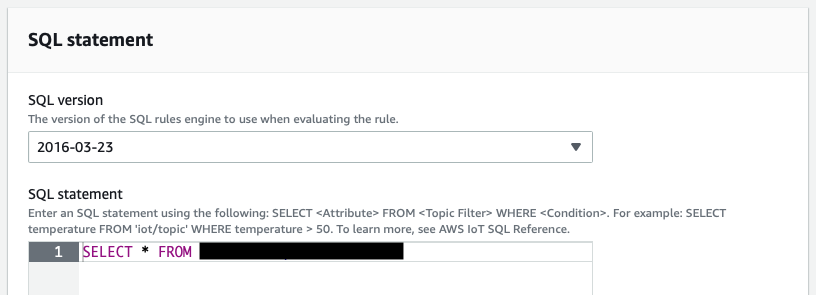 SQL statement
SQL version
The version of the SQL rules engine to use when evaluating the rule.
2016-03-23
SQL statement
Enter an SQL statement using the following: SELECT <Attribute> FROM <Topic Filter> WHERE <Condition>. For example: SELECT
temperature FROM 'iot/topic' WHERE temperature > 50. To learn more, see AWS IoT SQL Reference.
1 SELECT * FROM